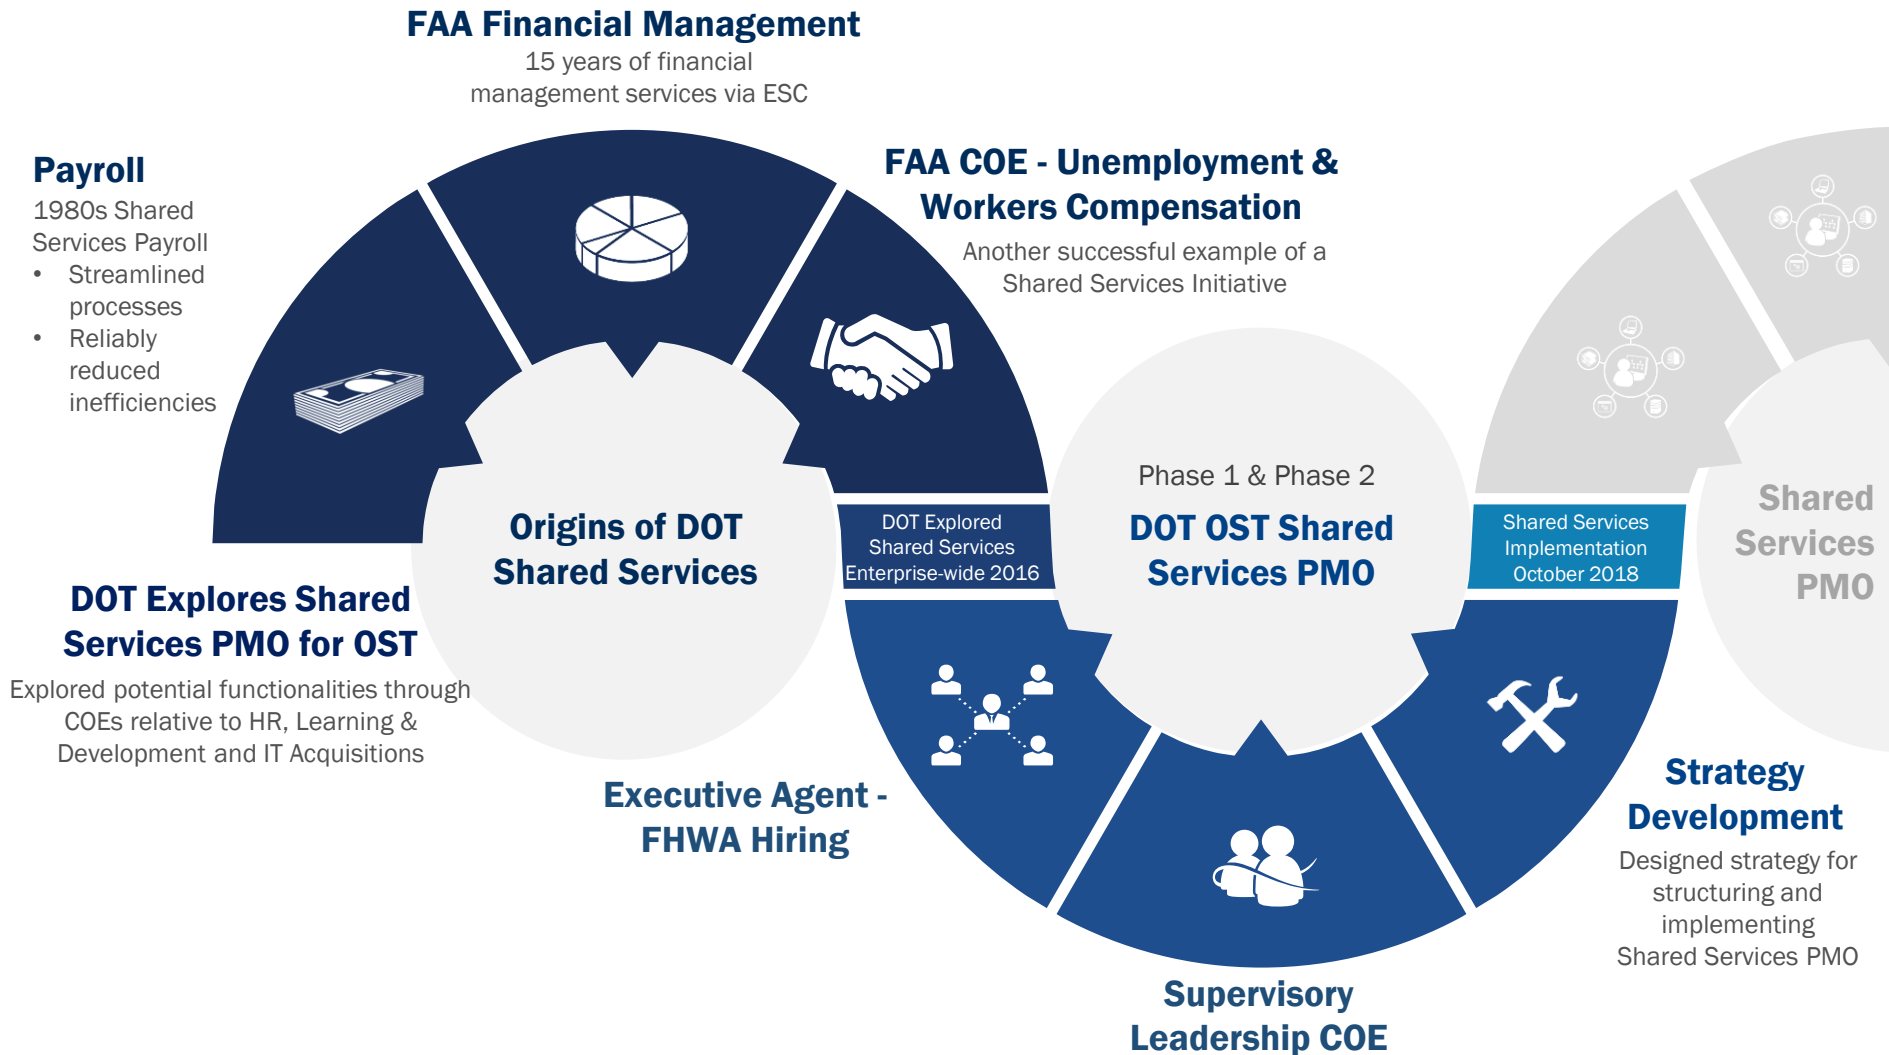 FAA Financial Management
15 years of financial
management services via ESC
Payroll
1980s Shared
Services Payroll
• Streamlined
processes
• Reliably
reduced
inefficiencies
FAA COE - Unemployment &
Workers Compensation
Another successful example of a
Shared Services Initiative
Origins of DOT
Shared Services
DOT Explored
Shared Services
Enterprise-wide 2016
Phase 1 & Phase 2
DOT OST Shared
Services PMO
Shared Services
Implementation
October 2018
Shared
Services
PMO
DOT Explores Shared
Services PMO for OST
Explored potential functionalities through
COEs relative to HR, Learning &
Development and IT Acquisitions
Executive Agent -
FHWA Hiring
Supervisory
Leadership COE
Strategy
Development
Designed strategy for
structuring and
implementing
Shared Services PMO